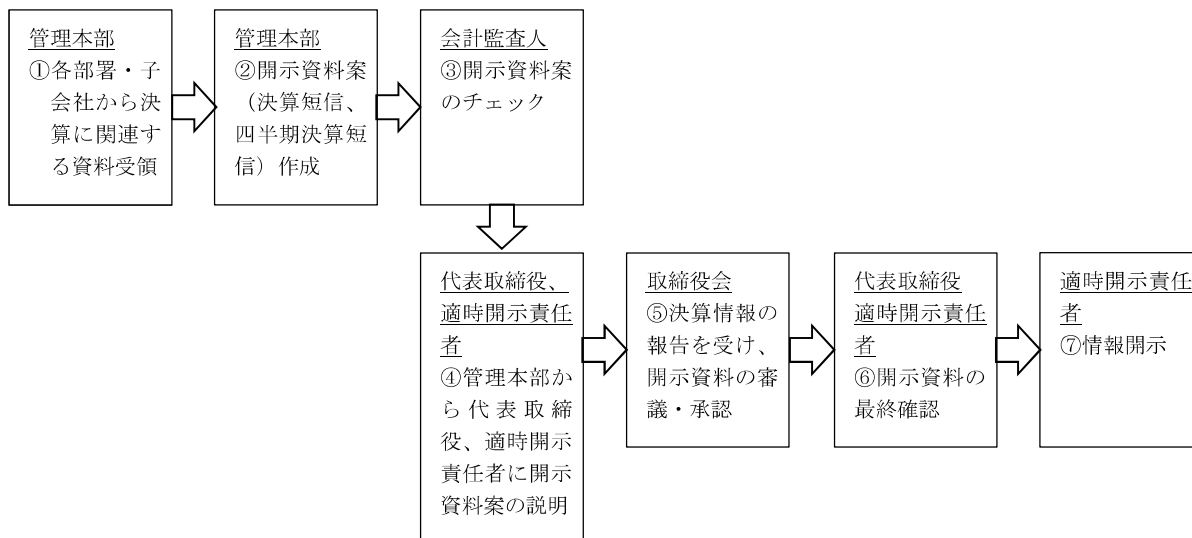 管理本部
①各部署・子
会社から決
算に関連す
る資料受領
管理本部
②開示資料案
(決算短信、
四半期決算短
信)作成
会計監査人
③開示資料案
のチェック
代表取締役、
適時開示責任
者
④管理本部か
ら代表取締
役、適時開示
責任者に開示
資料案の説明
取締役会
⑤決算情報の
報告を受け、
開示資料の審
議・承認
代表取締役
適時開示責任
者
⑥開示資料の
最終確認
適時開示責任
者
⑦情報開示